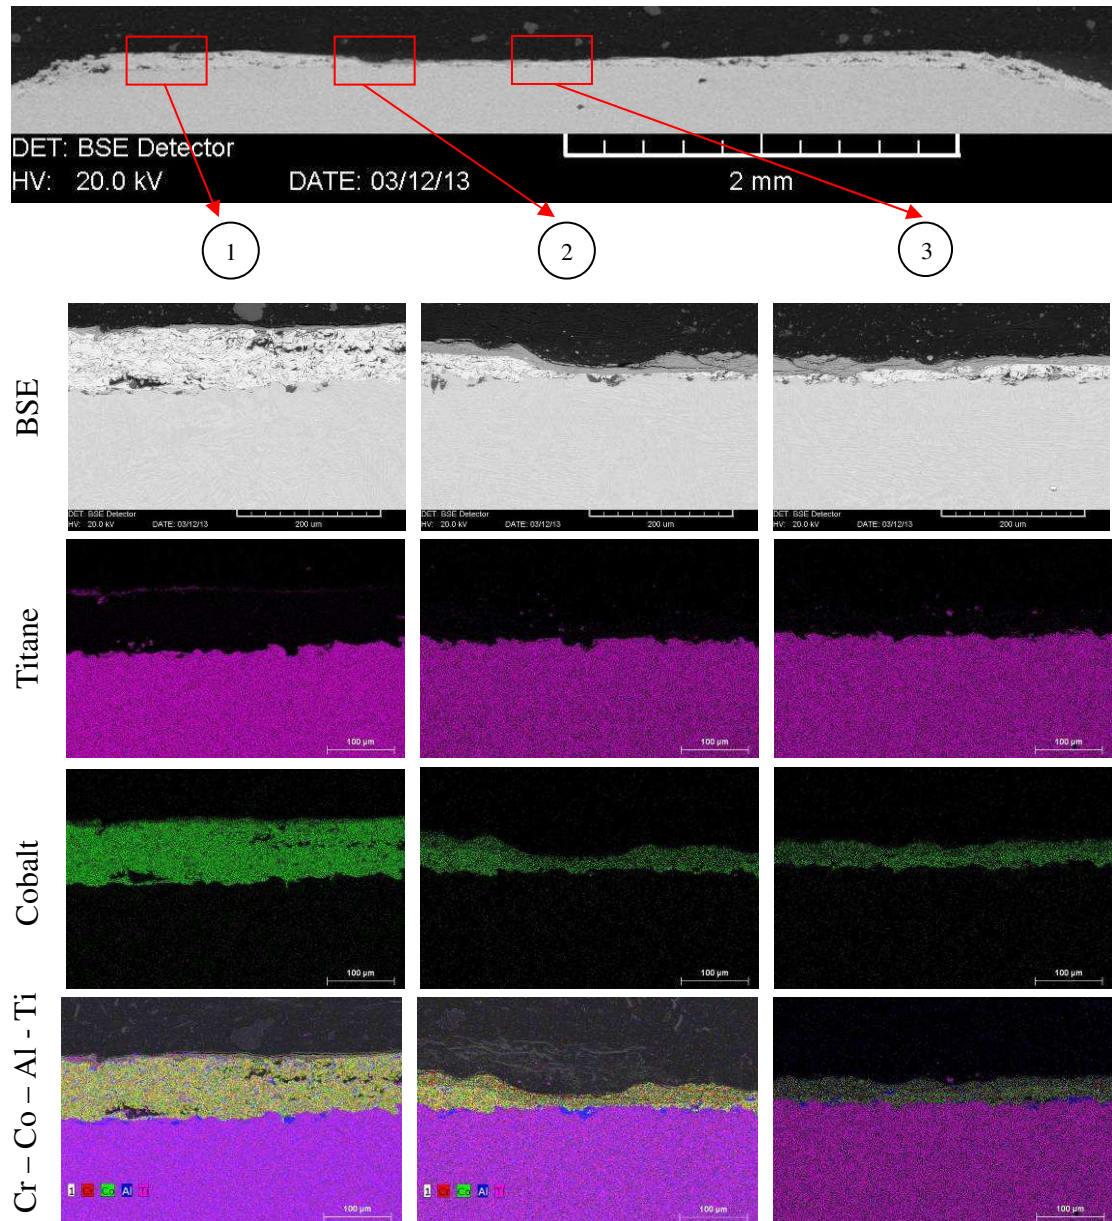 DET: BSE Detector
HV: 20.0 kV DATE: 03/12/13 2 mm
1 2 3
BSE
DET: BSE Detector
HV: 20.0 kV DATE: 03/12/13 200 um
DET: BSE Detector
HV: 20.0 kV DATE: 03/12/13 200 um
DET: BSE Detector
HV: 20.0 kV DATE: 03/12/13 200 um
Titane
100 µm
100 µm
100 µm
Cobalt
100 µm
100 µm
100 µm
Cr – Co – Al - Ti
1 Cr Co Al Ti 100 µm
1 Cr Co Al Ti 100 µm
100 µm